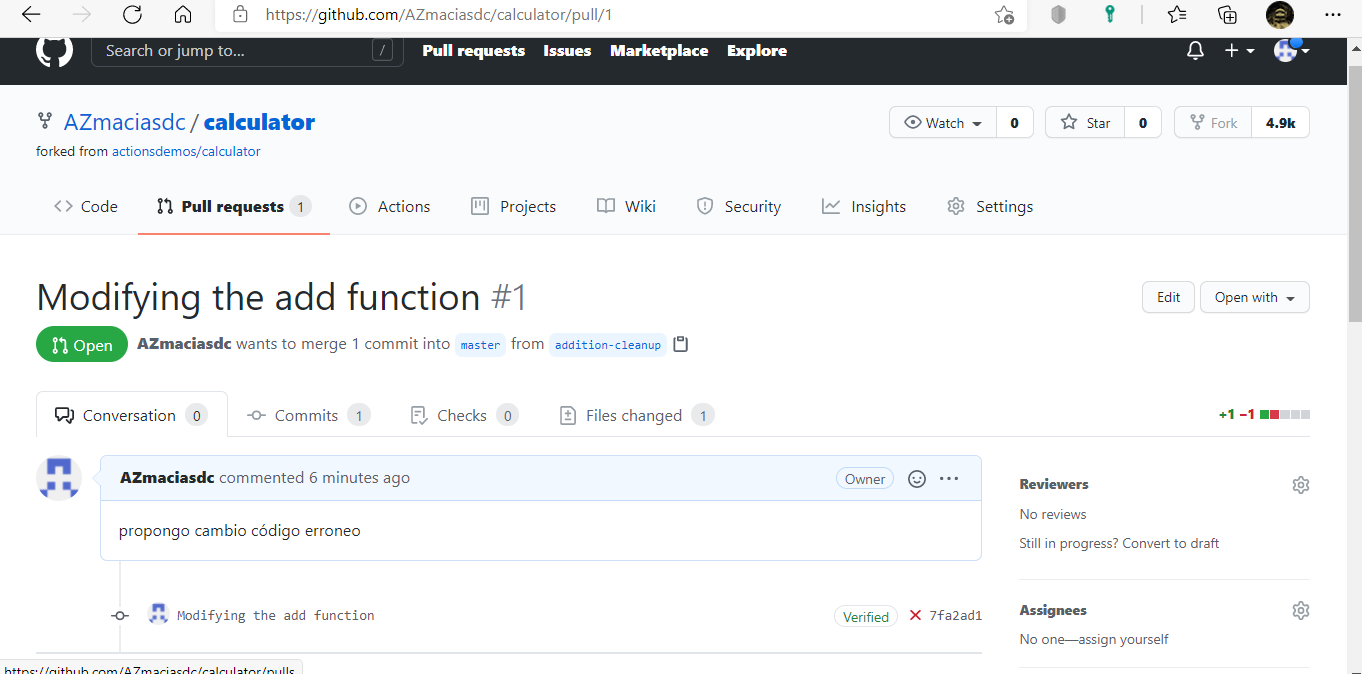 https://github.com/AZmaciasdc/calculator/pull/1
Search or jump to... / Pull requests Issues Marketplace Explore
AZmaciasdc / calculator Watch 0 Star 0 Fork 4.9k
forked from actionsdemos/calculator
Code Pull requests 1 Actions Projects Wiki Security Insights Settings
Modifying the add function #1 Edit Open with
Open AZmaciasdc wants to merge 1 commit into master from addition-cleanup
Conversation 0 Commits 1 Checks 0 Files changed 1 +1 −1
AZmaciasdc commented 6 minutes ago Owner
Reviewers
propongo cambio código erroneo
No reviews
Still in progress? Convert to draft
Modifying the add function Verified 7fa2ad1
Assignees
No one—assign yourself
https://github.com/AZmaciasdc/calculator/pulls